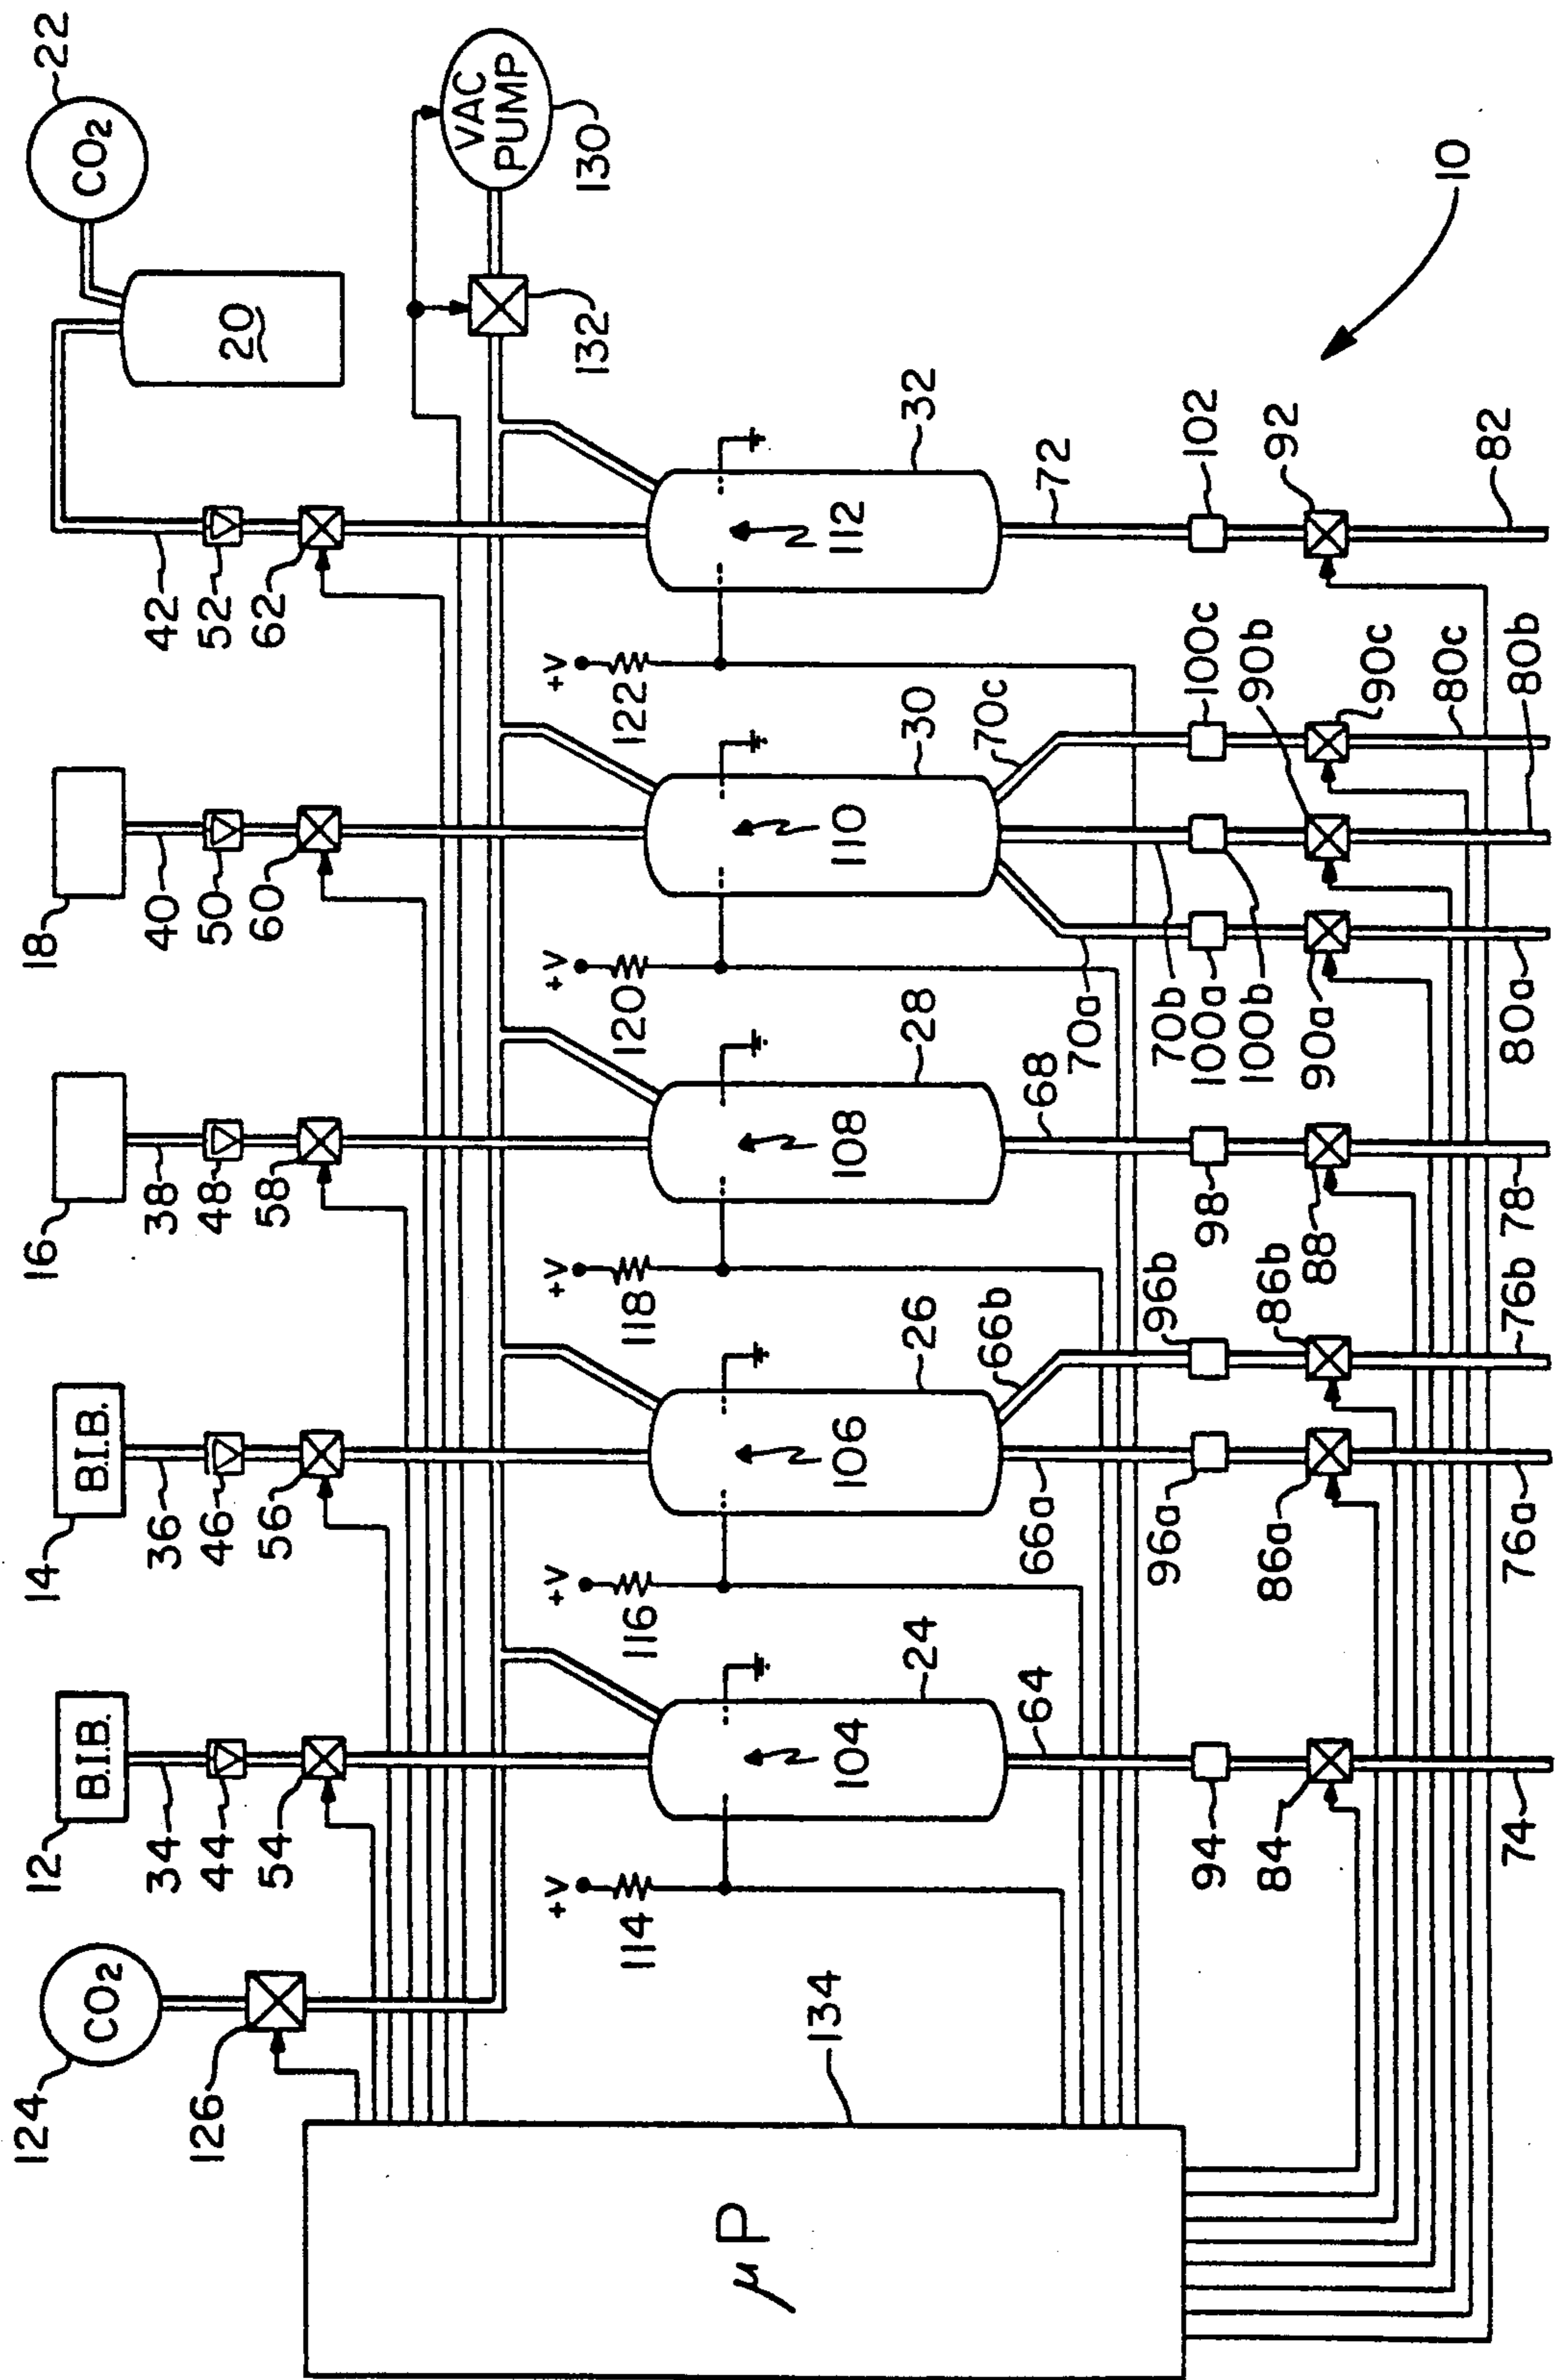 124
CO2
126
12
B.I.B.
34
44
54
14
B.I.B.
36
46
56
16
38
48
58
18
40
50
60
42
52
62
20
CO2
22
VAC
PUMP
130
132
+V
114
104
24
64
+V
116
106
26
66a
66b
+V
118
108
28
68
+V
120
110
30
70a
70b
70c
+V
122
112
32
72
134
μP
94
84
74
96a
86a
76a
96b
86b
76b
98
88
78
100a
90a
80a
100b
90b
80b
100c
90c
80c
102
92
82
10